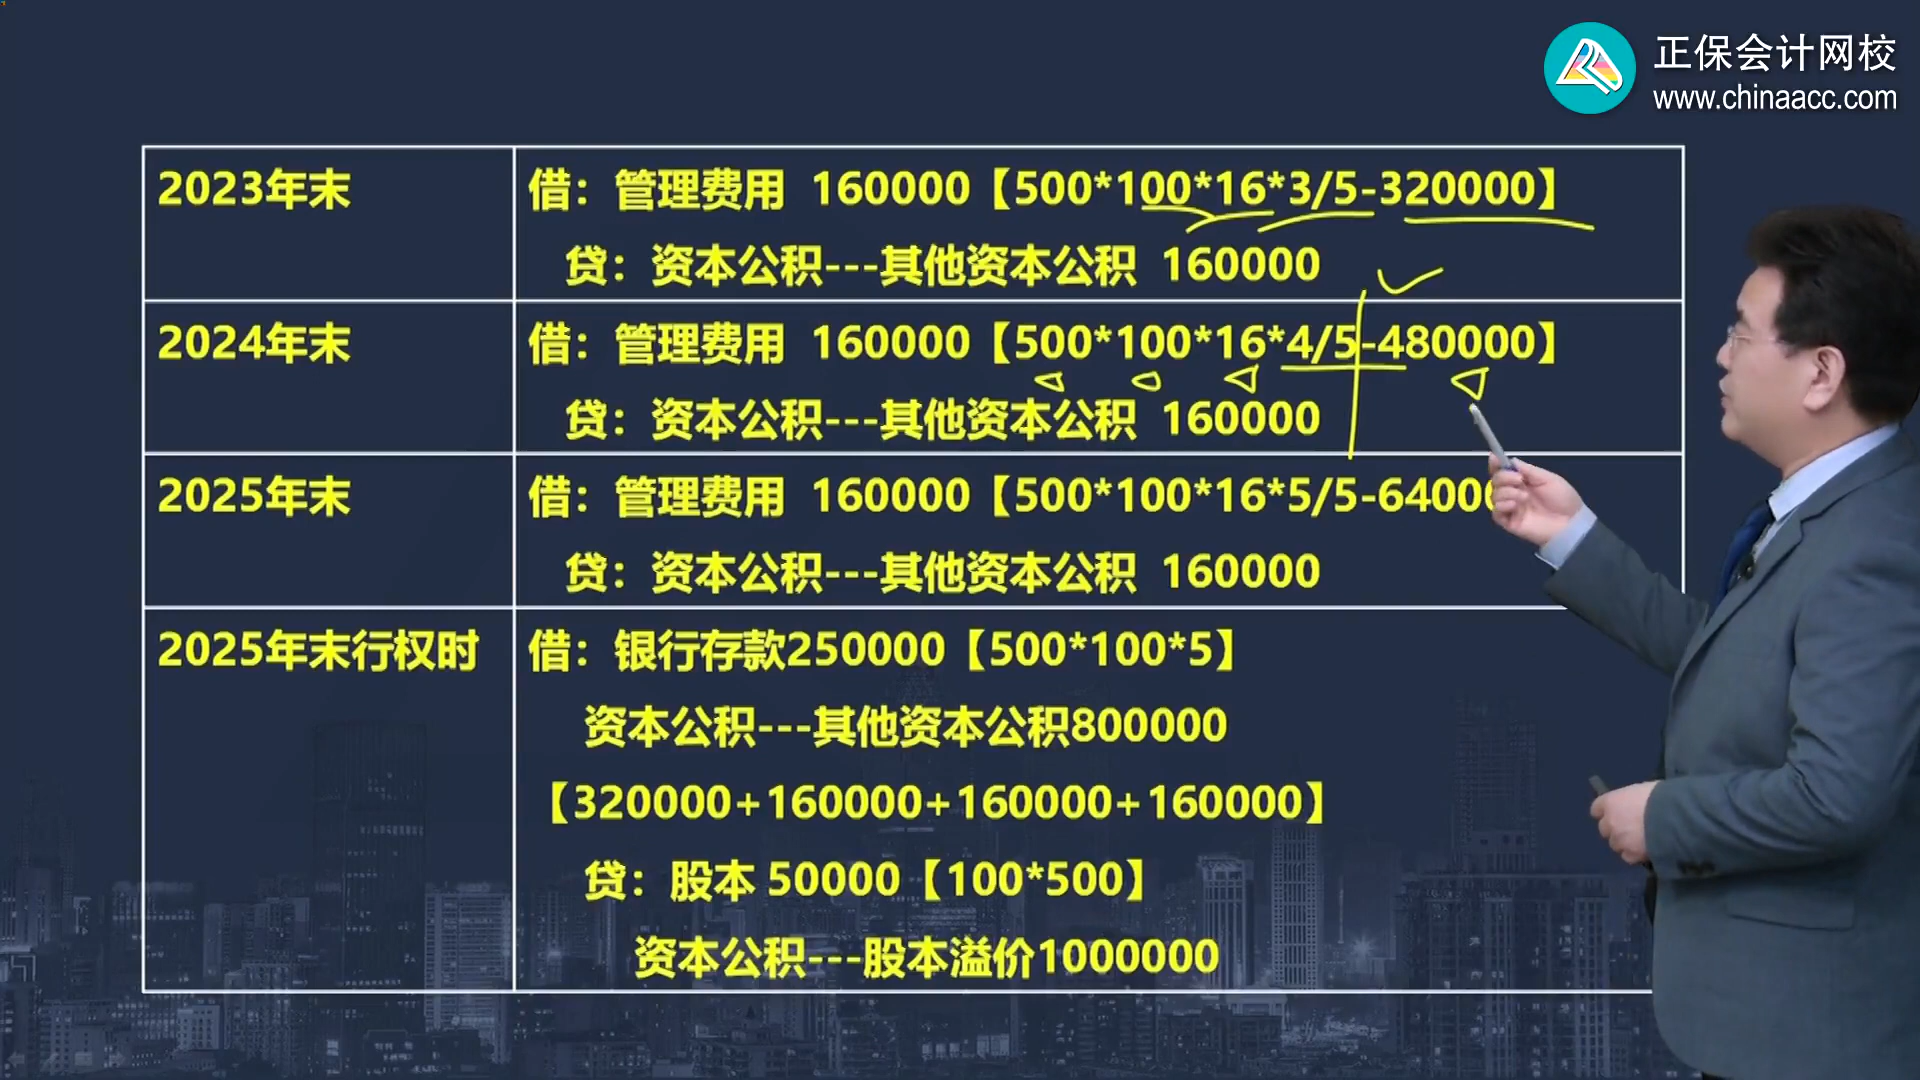 正保会计网校
www.chinaacc.com
2023年末
借：管理费用 160000【500*100*16*3/5-320000】
贷：资本公积---其他资本公积 160000
2024年末
借：管理费用 160000【500*100*16*4/5-480000】
贷：资本公积---其他资本公积 160000
2025年末
借：管理费用 160000【500*100*16*5/5-64000
贷：资本公积---其他资本公积 160000
2025年末行权时
借：银行存款250000【500*100*5】
资本公积---其他资本公积800000
【320000+160000+160000+160000】
贷：股本 50000【100*500】
资本公积---股本溢价1000000